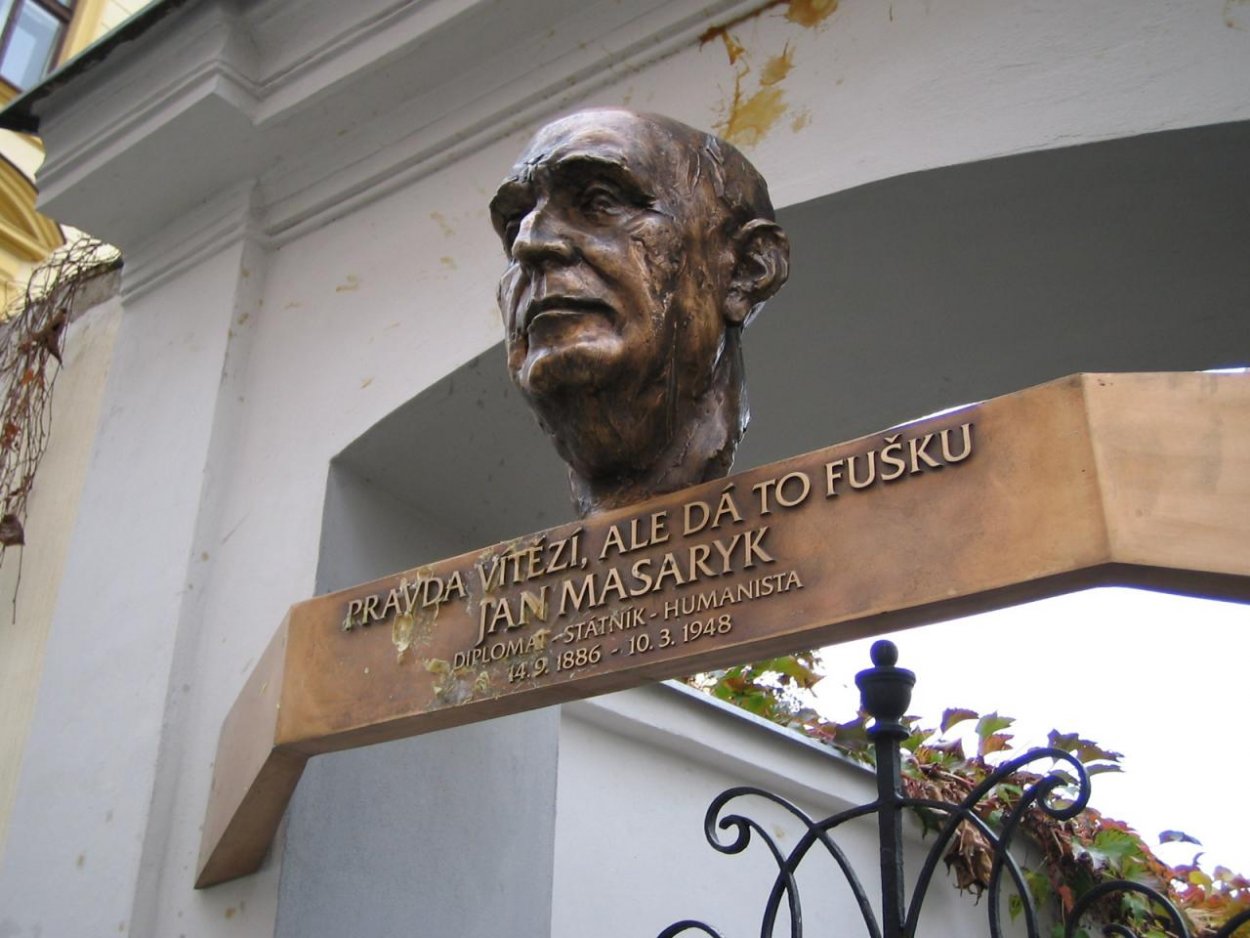 PRAVDA VÍTĚZÍ, ALE DÁ TO FUŠKU
JAN MASARYK
DIPLOMAT - STÁTNÍK - HUMANISTA
14.9. 1886 - 10.3. 1948